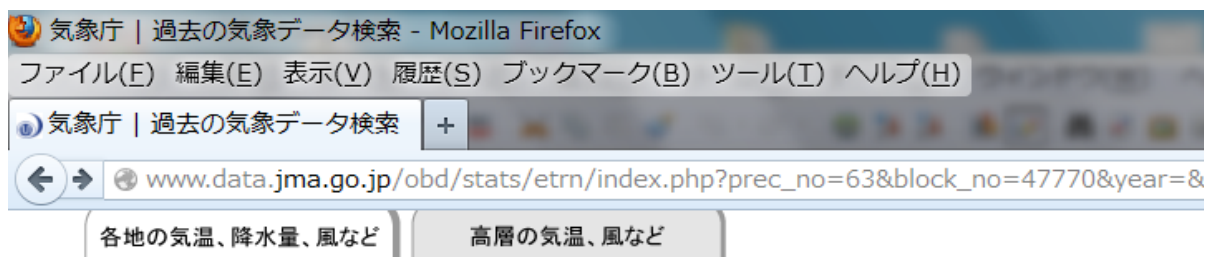 気象庁 | 過去の気象データ検索 - Mozilla Firefox
ファイル(F) 編集(E) 表示(V) 履歴(S) ブックマーク(B) ツール(T) ヘルプ(H)
気象庁 | 過去の気象データ検索 +
www.data.jma.go.jp/obd/stats/etrn/index.php?prec_no=63&block_no=47770&year=&
各地の気温、降水量、風など 高層の気温、風など